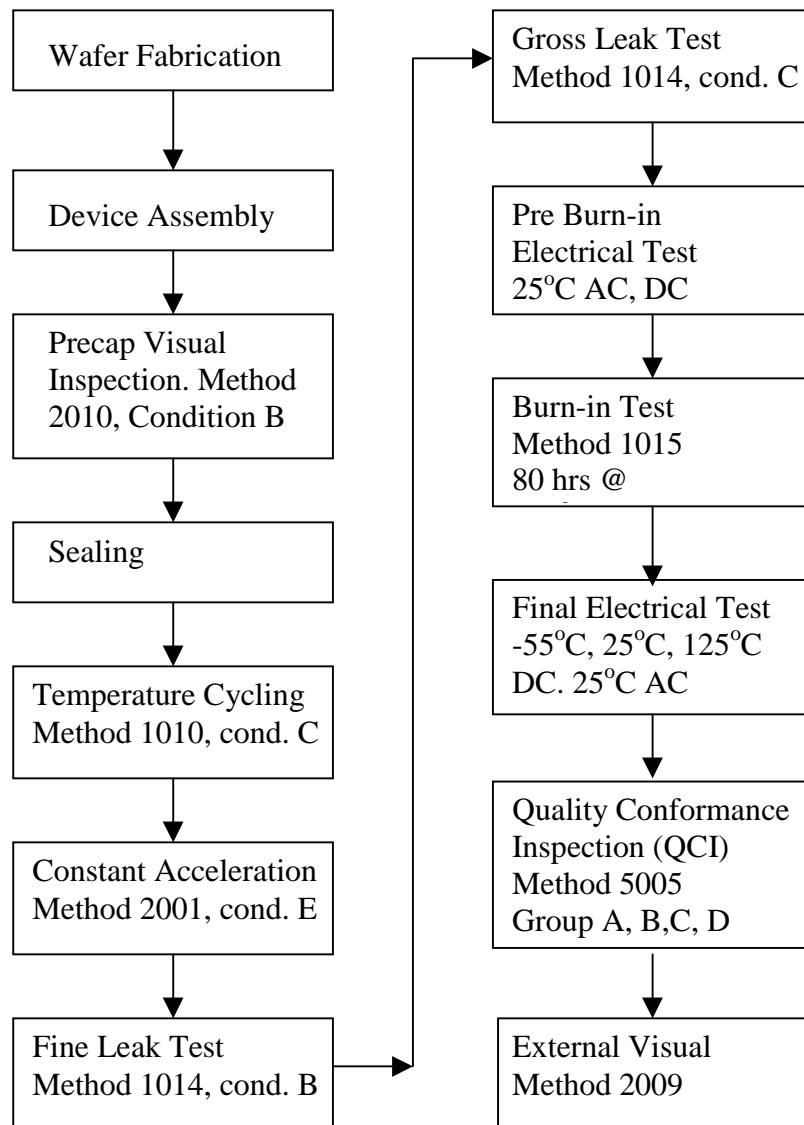 Wafer Fabrication
Device Assembly
Precap Visual
Inspection. Method
2010, Condition B
Sealing
Temperature Cycling
Method 1010, cond. C
Constant Acceleration
Method 2001, cond. E
Fine Leak Test
Method 1014, cond. B
Gross Leak Test
Method 1014, cond. C
Pre Burn-in
Electrical Test
25°C AC, DC
Burn-in Test
Method 1015
80 hrs @
Final Electrical Test
-55°C, 25°C, 125°C
DC. 25°C AC
Quality Conformance
Inspection (QCI)
Method 5005
Group A, B,C, D
External Visual
Method 2009